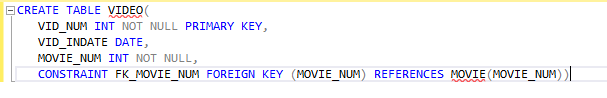 CREATE TABLE VIDEO(
VID_NUM INT NOT NULL PRIMARY KEY,
VID_INDATE DATE,
MOVIE_NUM INT NOT NULL,
CONSTRAINT FK_MOVIE_NUM FOREIGN KEY (MOVIE_NUM) REFERENCES MOVIE(MOVIE_NUM))